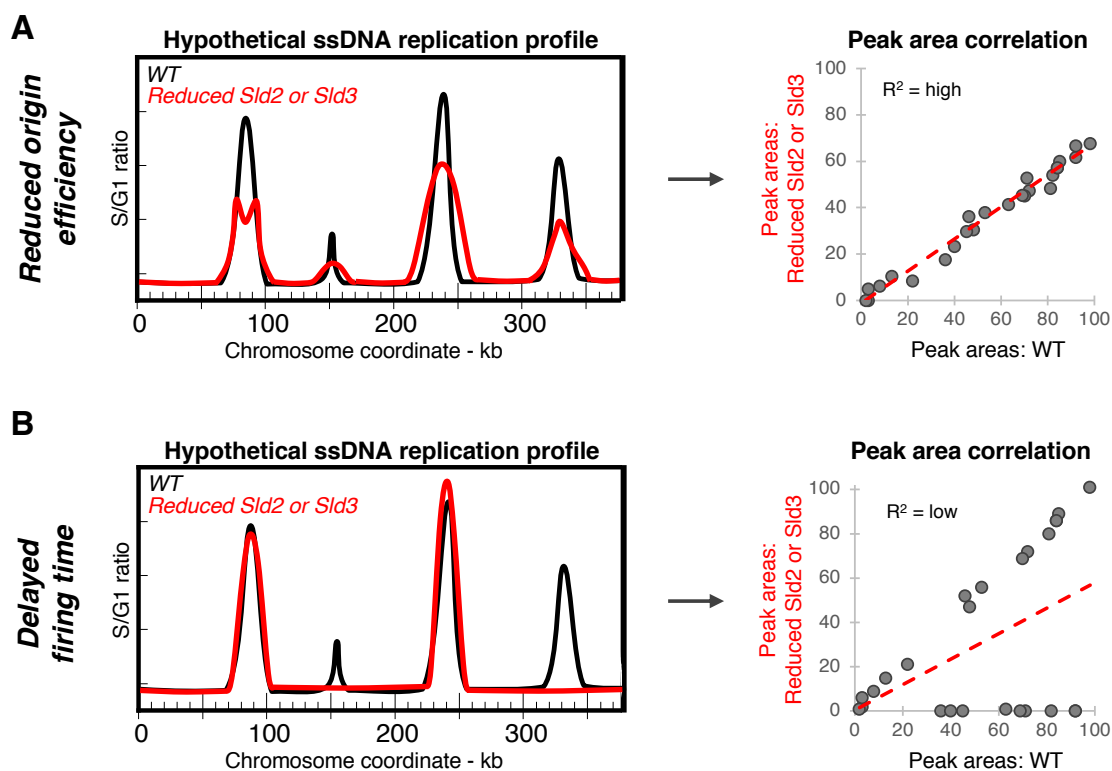 A
Reduced origin
efficiency
Hypothetical ssDNA replication profile
WT
Reduced Sld2 or Sld3
S/G1 ratio
0 100 200 300
Chromosome coordinate - kb
Peak area correlation
R² = high
Peak areas:
Reduced Sld2 or Sld3
100
80
60
40
20
0
0 20 40 60 80 100
Peak areas: WT
B
Delayed
firing time
Hypothetical ssDNA replication profile
WT
Reduced Sld2 or Sld3
S/G1 ratio
0 100 200 300
Chromosome coordinate - kb
Peak area correlation
R² = low
Peak areas:
Reduced Sld2 or Sld3
100
80
60
40
20
0
0 20 40 60 80 100
Peak areas: WT